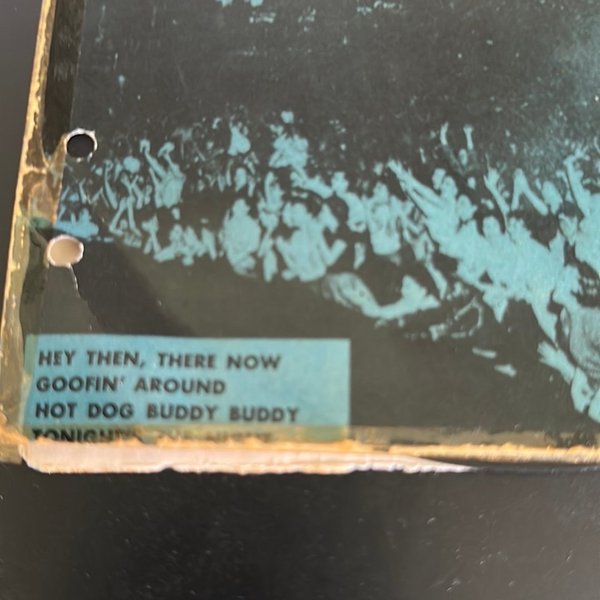 HEY THEN, THERE NOW
GOOFIN' AROUND
HOT DOG BUDDY BUDDY